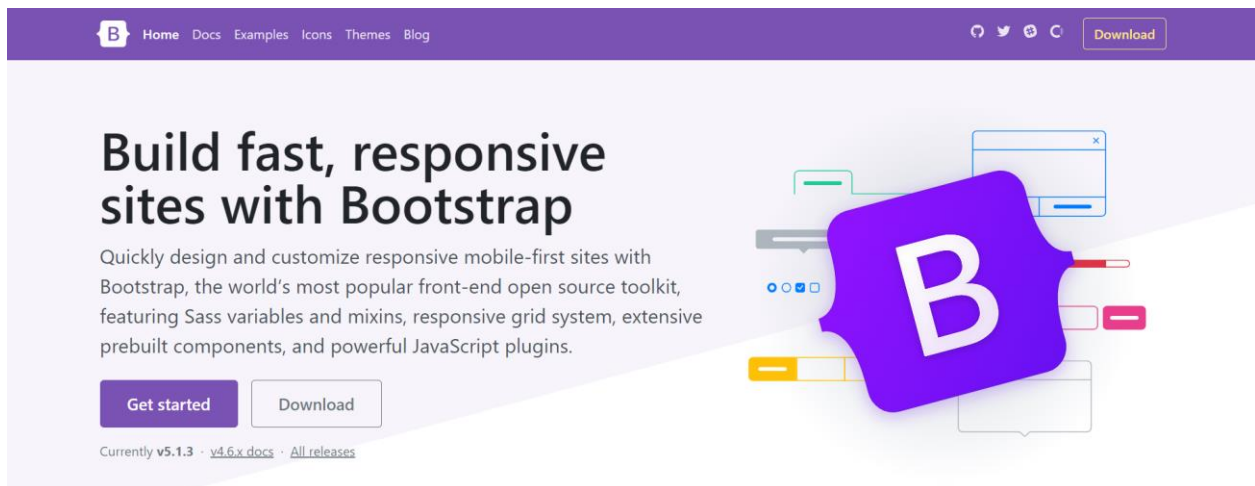 B Home Docs Examples Icons Themes Blog Download
Build fast, responsive
sites with Bootstrap
Quickly design and customize responsive mobile-first sites with
Bootstrap, the world's most popular front-end open source toolkit,
featuring Sass variables and mixins, responsive grid system, extensive
prebuilt components, and powerful JavaScript plugins.
Get started Download
Currently v5.1.3 · v4.6.x docs · All releases
B